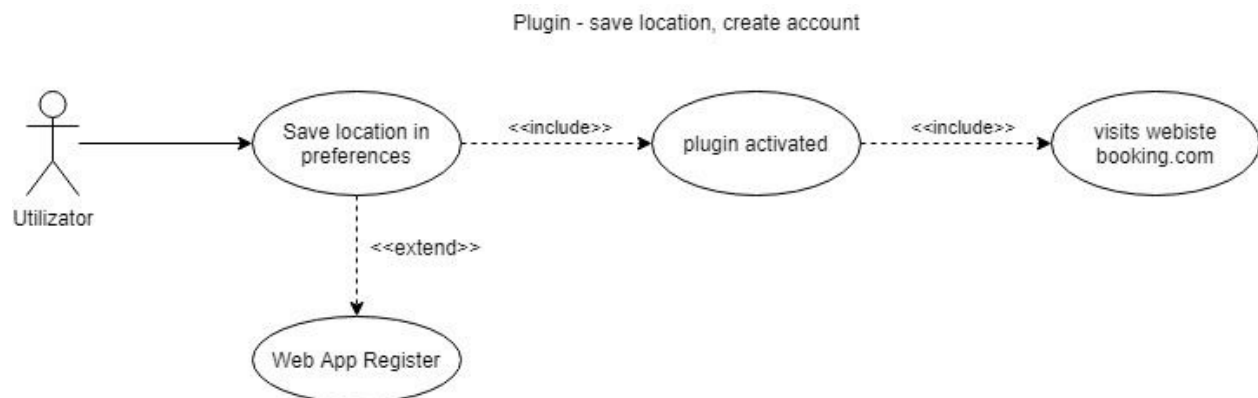 Plugin - save location, create account
Save location in
preferences
<<include>>
plugin activated
<<include>>
visits webiste
booking.com
Utilizator
<<extend>>
Web App Register